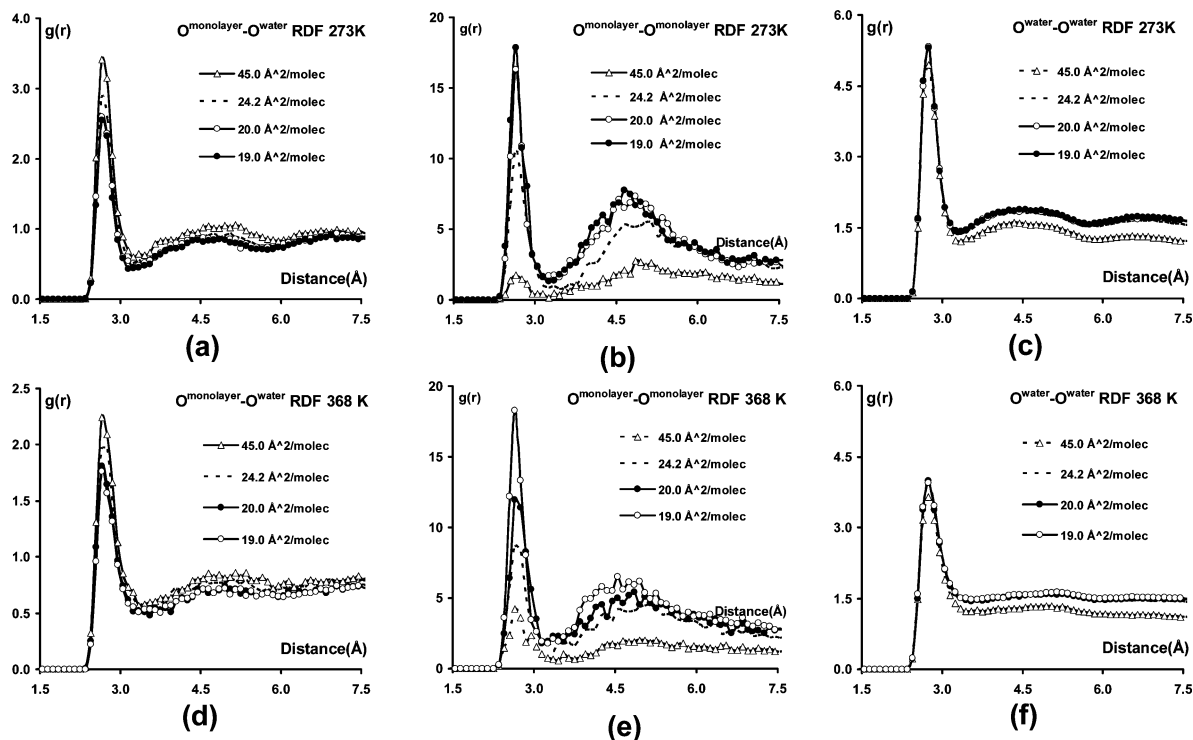 g(r)
O^monolayer-O^water RDF 273K
4.0
3.0
2.0
1.0
0.0
45.0 Å^2/molec
24.2 Å^2/molec
20.0 Å^2/molec
19.0 Å^2/molec
Distance(Å)
1.5 3.0 4.5 6.0 7.5
(a)
g(r)
O^monolayer-O^monolayer RDF 273K
20
15
10
5
0
45.0 Å^2/molec
24.2 Å^2/molec
20.0 Å^2/molec
19.0 Å^2/molec
Distance(Å)
1.5 3.0 4.5 6.0 7.5
(b)
g(r)
O^water-O^water RDF 273K
6.0
4.5
3.0
1.5
0.0
45.0 Å^2/molec
24.2 Å^2/molec
20.0 Å^2/molec
19.0 Å^2/molec
Distance(Å)
1.5 3.0 4.5 6.0 7.5
(c)
g(r)
O^monolayer-O^water RDF 368 K
2.5
2.0
1.5
1.0
0.5
0.0
45.0 Å^2/molec
24.2 Å^2/molec
20.0 Å^2/molec
19.0 Å^2/molec
Distance(Å)
1.5 3.0 4.5 6.0 7.5
(d)
g(r)
O^monolayer-O^monolayer RDF 368 K
20
15
10
5
0
45.0 Å^2/molec
24.2 Å^2/molec
20.0 Å^2/molec
19.0 Å^2/molec
Distance(Å)
1.5 3.0 4.5 6.0 7.5
(e)
g(r)
O^water-O^water RDF 368 K
6.0
4.5
3.0
1.5
0.0
45.0 Å^2/molec
24.2 Å^2/molec
20.0 Å^2/molec
19.0 Å^2/molec
Distance(Å)
1.5 3.0 4.5 6.0 7.5
(f)